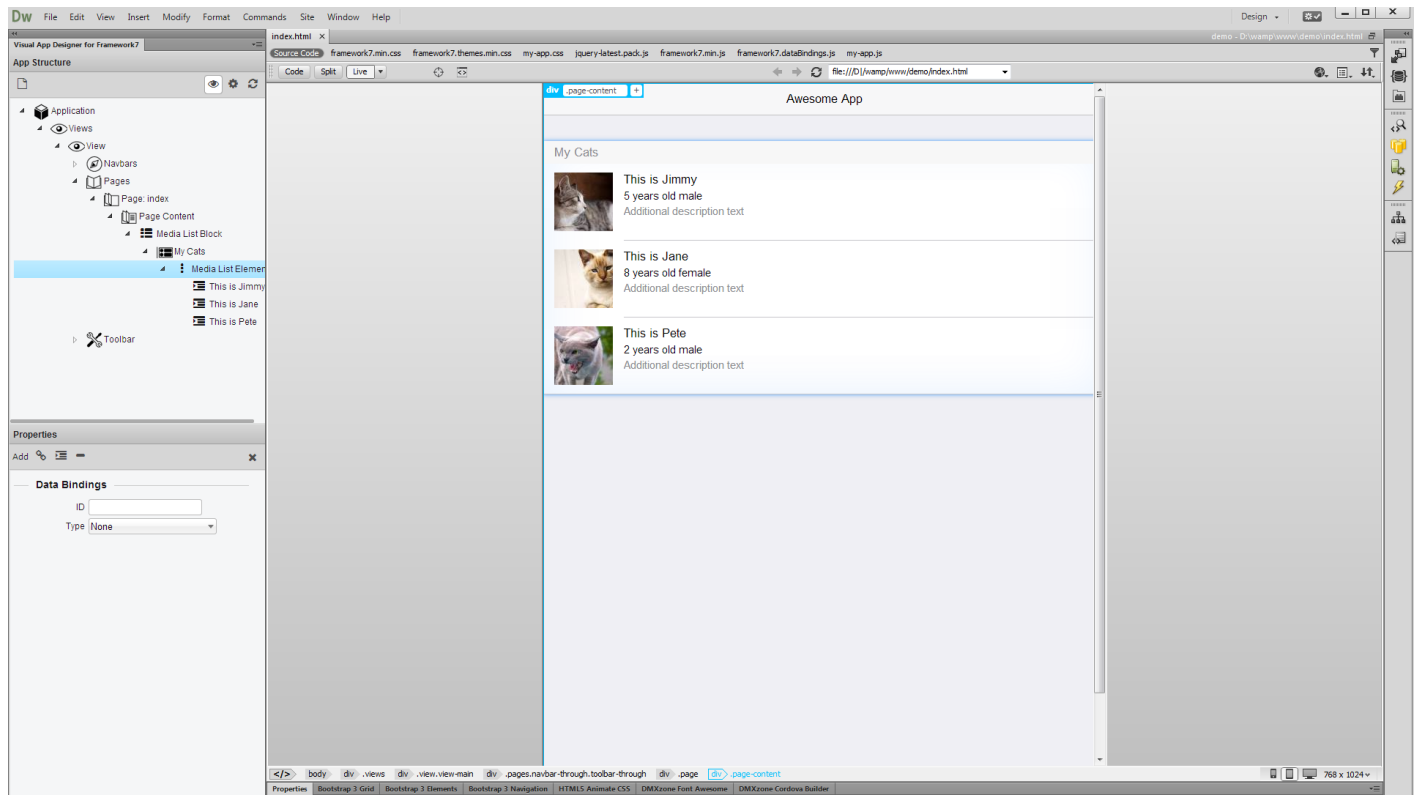 Dw File Edit View Insert Modify Format Commands Site Window Help Design
Visual App Designer for Framework7
App Structure
Application
Views
View
Navbars
Pages
Page: index
Page Content
Media List Block
My Cats
Media List Elemen
This is Jimmy
This is Jane
This is Pete
Toolbar
Properties
Add
Data Bindings
ID
Type None
index.html demo - D:\wamp\www\demo\index.html
Source Code framework7.min.css framework7.themes.min.css my-app.css jquery-latest.pack.js framework7.min.js framework7.dataBindings.js my-app.js
Code Split Live file:///D|/wamp/www/demo/index.html
div .page-content +
Awesome App
My Cats
This is Jimmy
5 years old male
Additional description text
This is Jane
8 years old female
Additional description text
This is Pete
2 years old male
Additional description text
</> body div .views div .view.view-main div .pages.navbar-through.toolbar-through div .page div .page-content 768 x 1024
Properties Bootstrap 3 Grid Bootstrap 3 Elements Bootstrap 3 Navigation HTML5 Animate CSS DMXzone Font Awesome DMXzone Cordova Builder